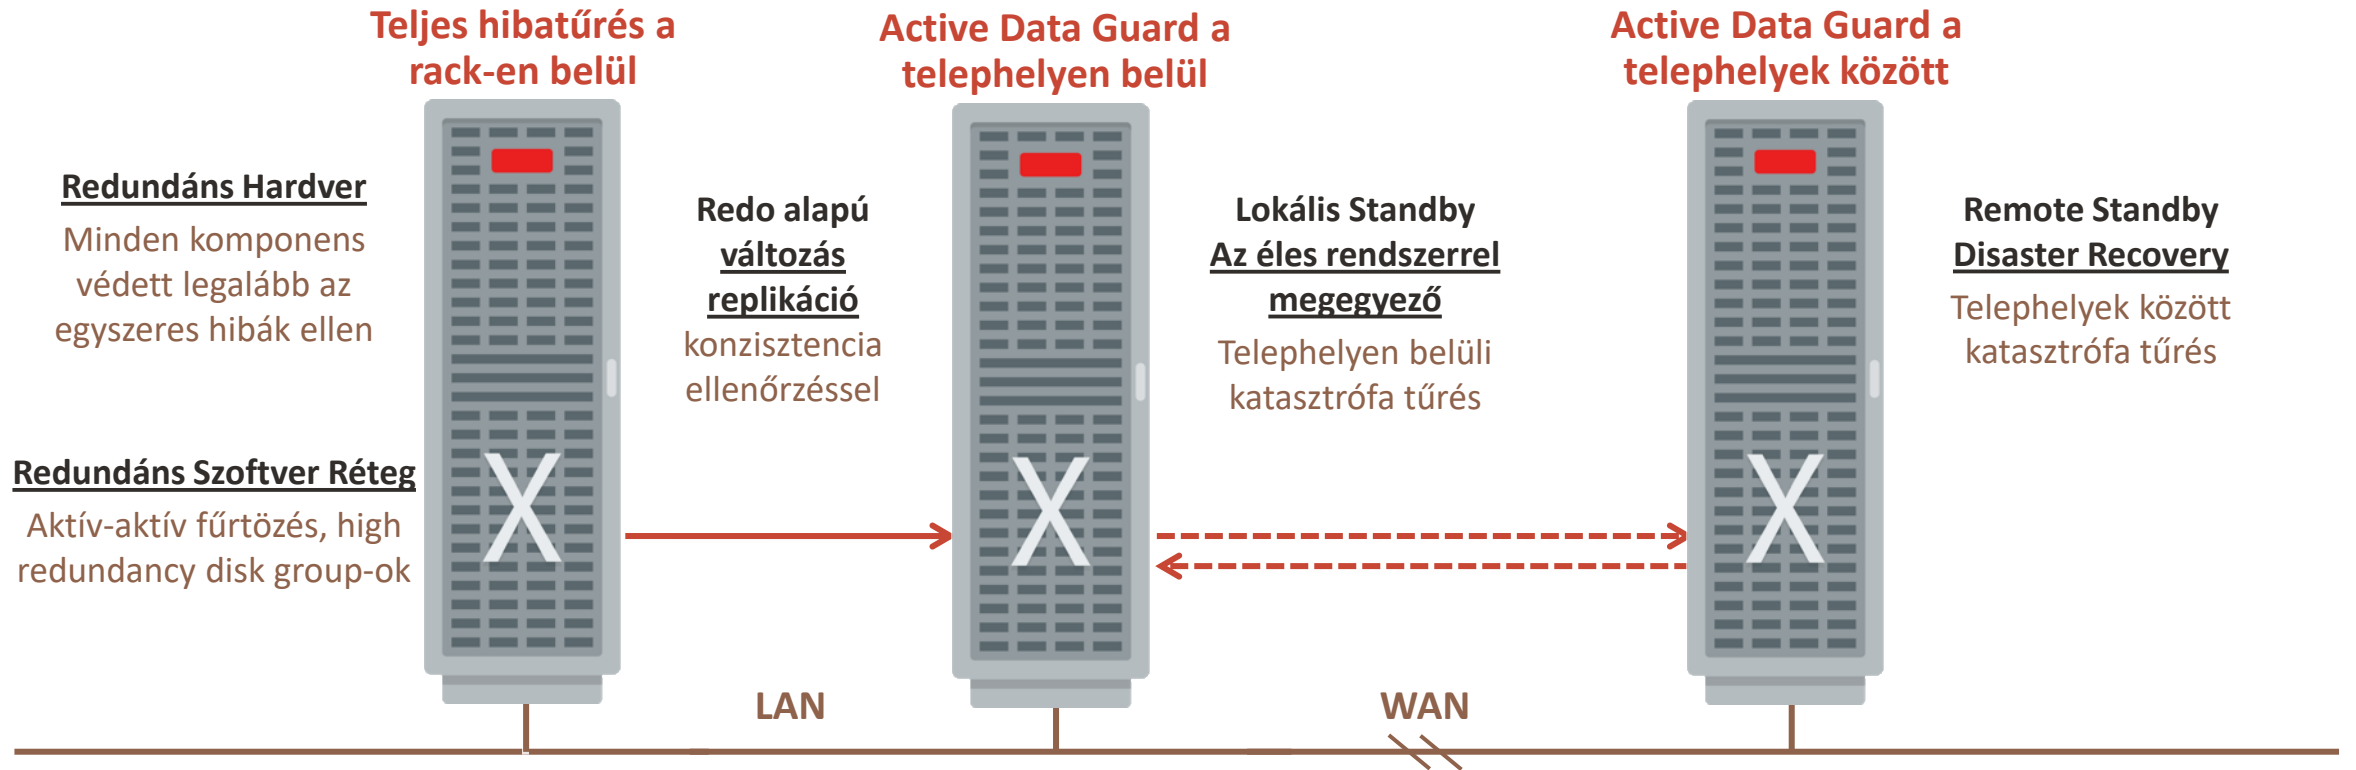 Teljes hibatűrés a
rack-en belül
Active Data Guard a
telephelyen belül
Active Data Guard a
telephelyek között
Redundáns Hardver
Minden komponens
védett legalább az
egyszeres hibák ellen
Redundáns Szoftver Réteg
Aktív-aktív fűrtözés, high
redundancy disk group-ok
X
Redo alapú
változás
replikáció
konzisztencia
ellenőrzéssel
X
Lokális Standby
Az éles rendszerrel
megegyező
Telephelyen belüli
katasztrófa tűrés
X
Remote Standby
Disaster Recovery
Telephelyek között
katasztrófa tűrés
LAN
WAN